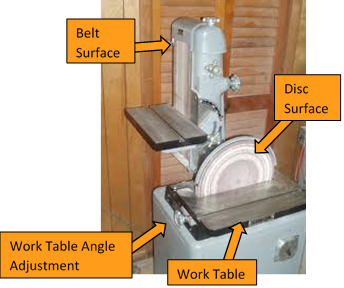 Belt
Surface
Disc
Surface
Work Table Angle
Adjustment
Work Table